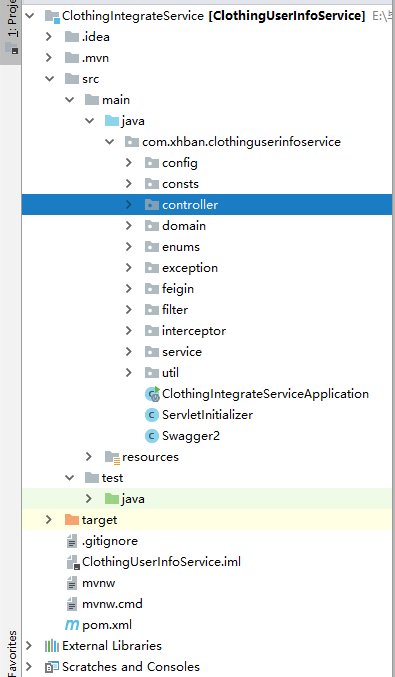 1: Proje
ClothingIntegrateService [ClothingUserInfoService] E:\
.idea
.mvn
src
main
java
com.xhban.clothinguserinfoservice
config
consts
controller
domain
enums
exception
feigin
filter
interceptor
service
util
ClothingIntegrateServiceApplication
ServletInitializer
Swagger2
resources
test
java
target
.gitignore
ClothingUserInfoService.iml
mvnw
mvnw.cmd
pom.xml
External Libraries
Scratches and Consoles
Favorites